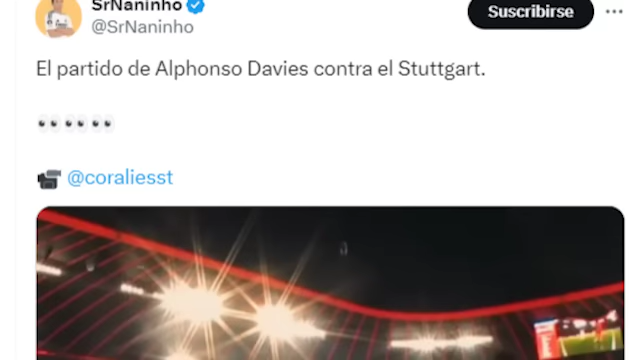 SrNaninho
@SrNaninho
Suscribirse
El partido de Alphonso Davies contra el Stuttgart.
👀👀👀
🎥 @coraliesst